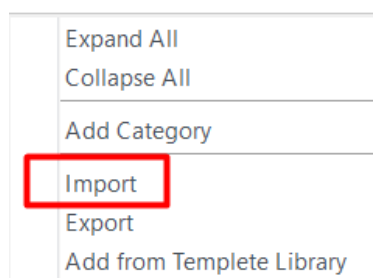 Expand All
Collapse All
Add Category
Import
Export
Add from Templete Library